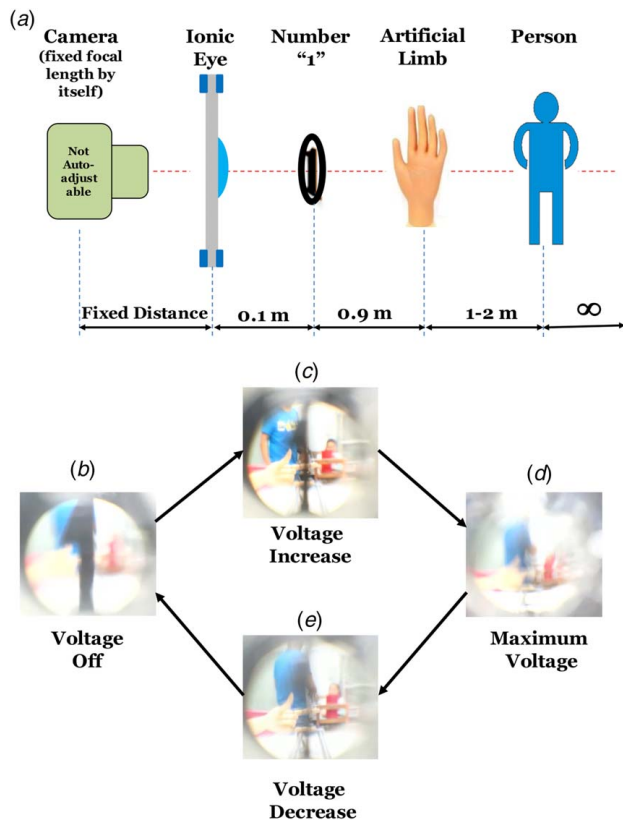 (a)
Camera
(fixed focal
length by
itself)
Ionic
Eye
Number
“1”
Artificial
Limb
Person
Not
Auto-
adjust
able
Fixed Distance
0.1 m
0.9 m
1-2 m
∞
(c)
(b)
(d)
Voltage
Increase
(e)
Voltage
Off
Maximum
Voltage
Voltage
Decrease